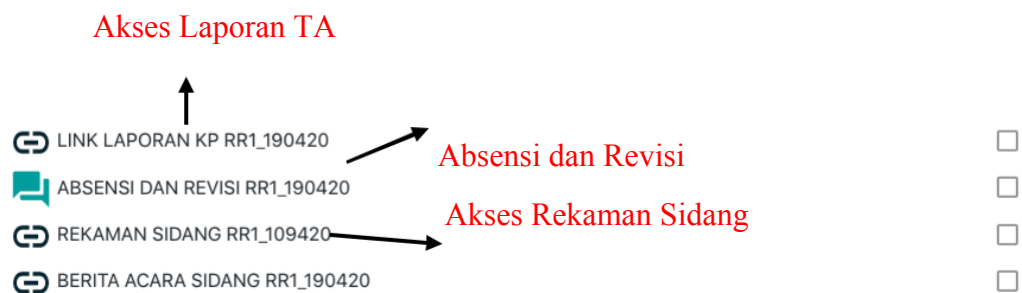 Akses Laporan TA
LINK LAPORAN KP RR1_190420
Absensi dan Revisi
ABSENSI DAN REVISI RR1_190420
Akses Rekaman Sidang
REKAMAN SIDANG RR1_109420
BERITA ACARA SIDANG RR1_190420